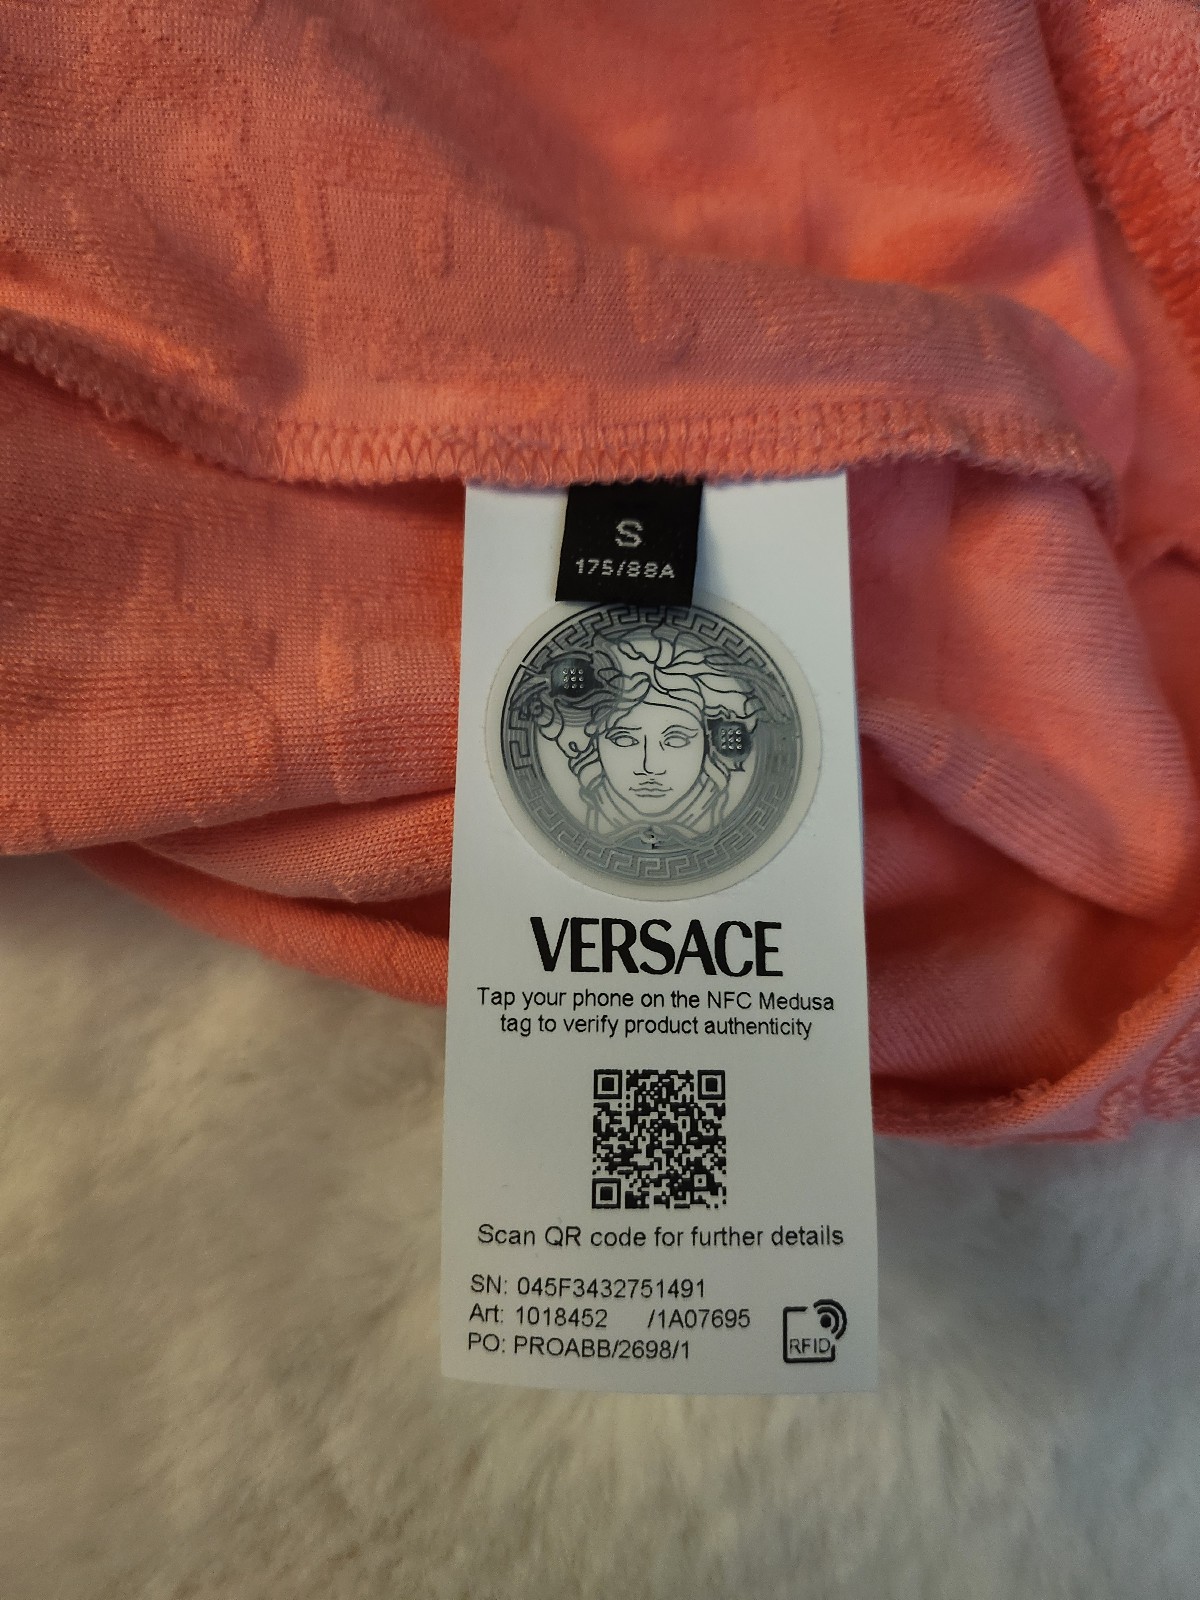 S
175/88A
VERSACE
Tap your phone on the NFC Medusa
tag to verify product authenticity
Scan QR code for further details
SN: 045F3432751491
Art: 1018452 /1A07695
PO: PROABB/2698/1
RFID